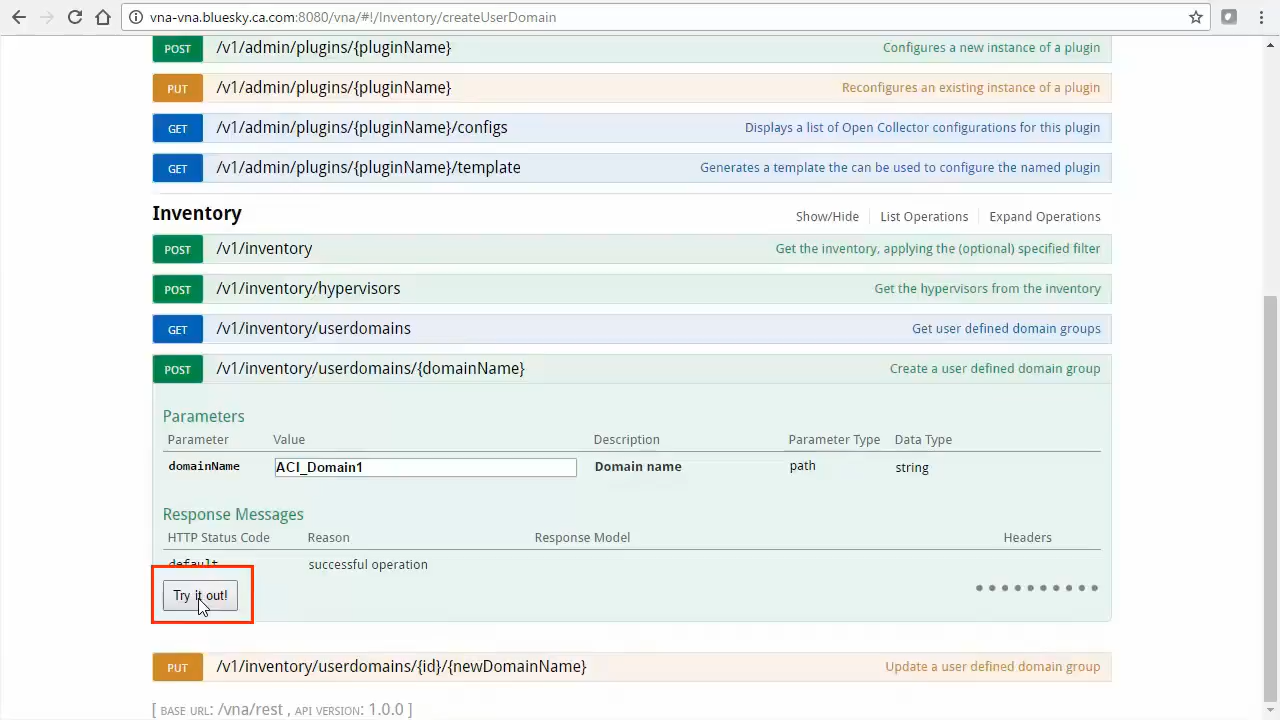 vna-vna.bluesky.ca.com:8080/vna/#!/Inventory/createUserDomain
POST /v1/admin/plugins/{pluginName} Configures a new instance of a plugin
PUT /v1/admin/plugins/{pluginName} Reconfigures an existing instance of a plugin
GET /v1/admin/plugins/{pluginName}/configs Displays a list of Open Collector configurations for this plugin
GET /v1/admin/plugins/{pluginName}/template Generates a template the can be used to configure the named plugin
Inventory Show/Hide List Operations Expand Operations
POST /v1/inventory Get the inventory, applying the (optional) specified filter
POST /v1/inventory/hypervisors Get the hypervisors from the inventory
GET /v1/inventory/userdomains Get user defined domain groups
POST /v1/inventory/userdomains/{domainName} Create a user defined domain group
Parameters
Parameter Value Description Parameter Type Data Type
domainName ACI_Domain1 Domain name path string
Response Messages
HTTP Status Code Reason Response Model Headers
default successful operation
Try it out!
PUT /v1/inventory/userdomains/{id}/{newDomainName} Update a user defined domain group
[ BASE URL: /vna/rest , API VERSION: 1.0.0 ]